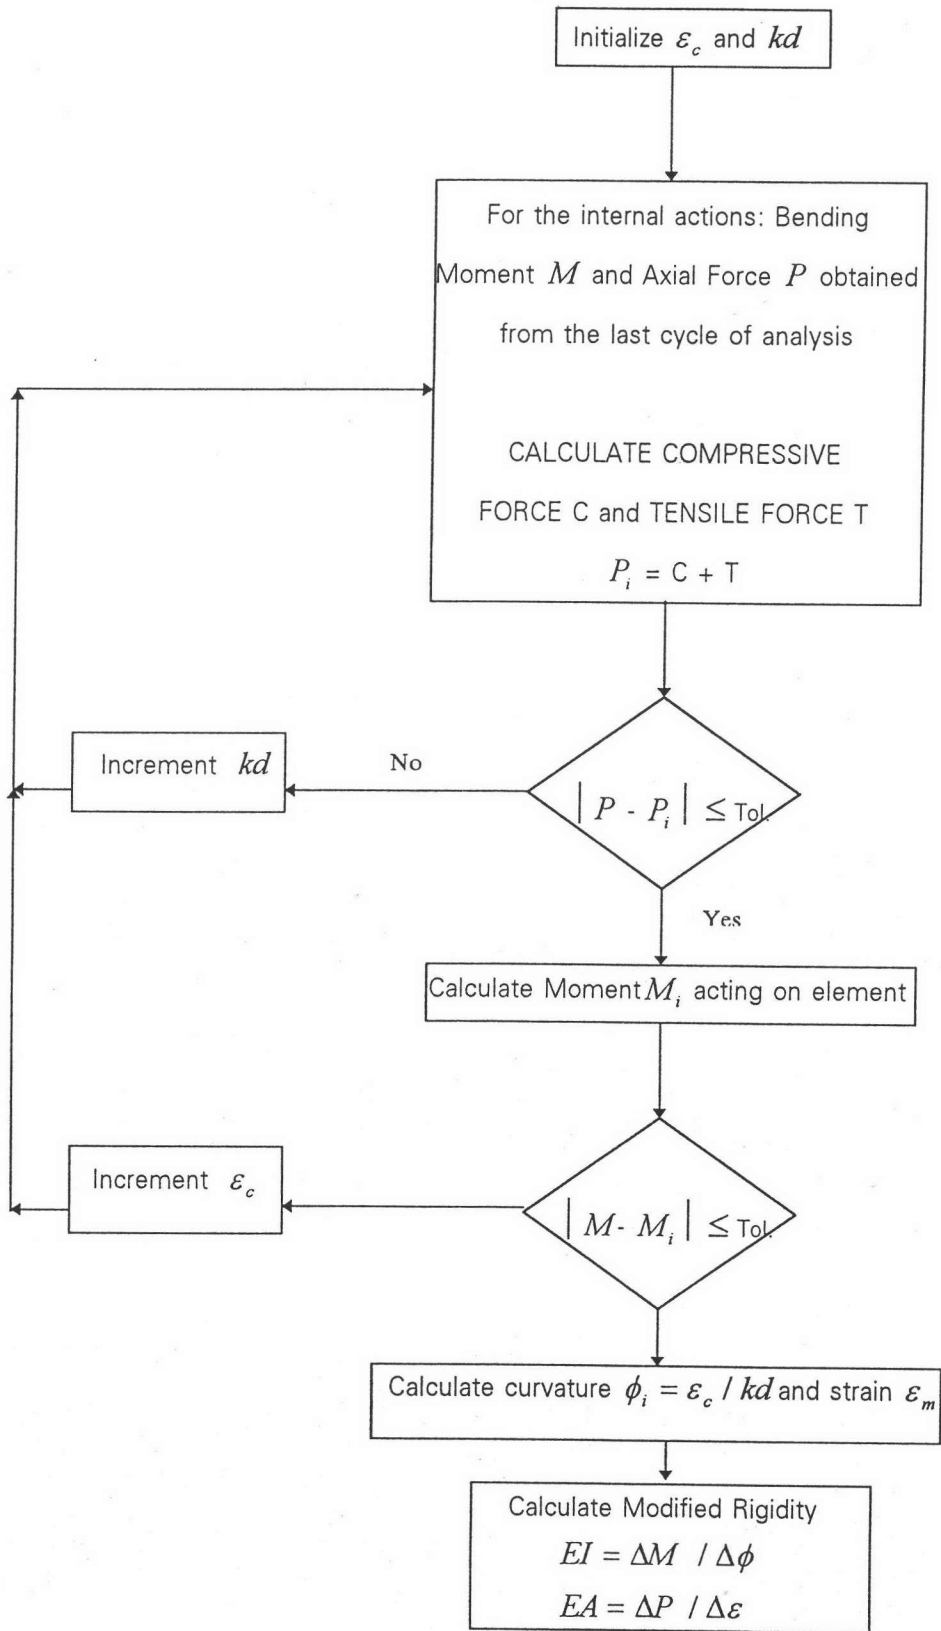 Initialize ε_c and kd
For the internal actions: Bending
Moment M and Axial Force P obtained
from the last cycle of analysis
CALCULATE COMPRESSIVE
FORCE C and TENSILE FORCE T
P_i = C + T
| P - P_i | ≤ Tol.
No
Increment kd
Yes
Calculate Moment M_i acting on element
| M - M_i | ≤ Tol.
Increment ε_c
Calculate curvature ϕ_i = ε_c / kd and strain ε_m
Calculate Modified Rigidity
EI = ΔM / Δϕ
EA = ΔP / Δε